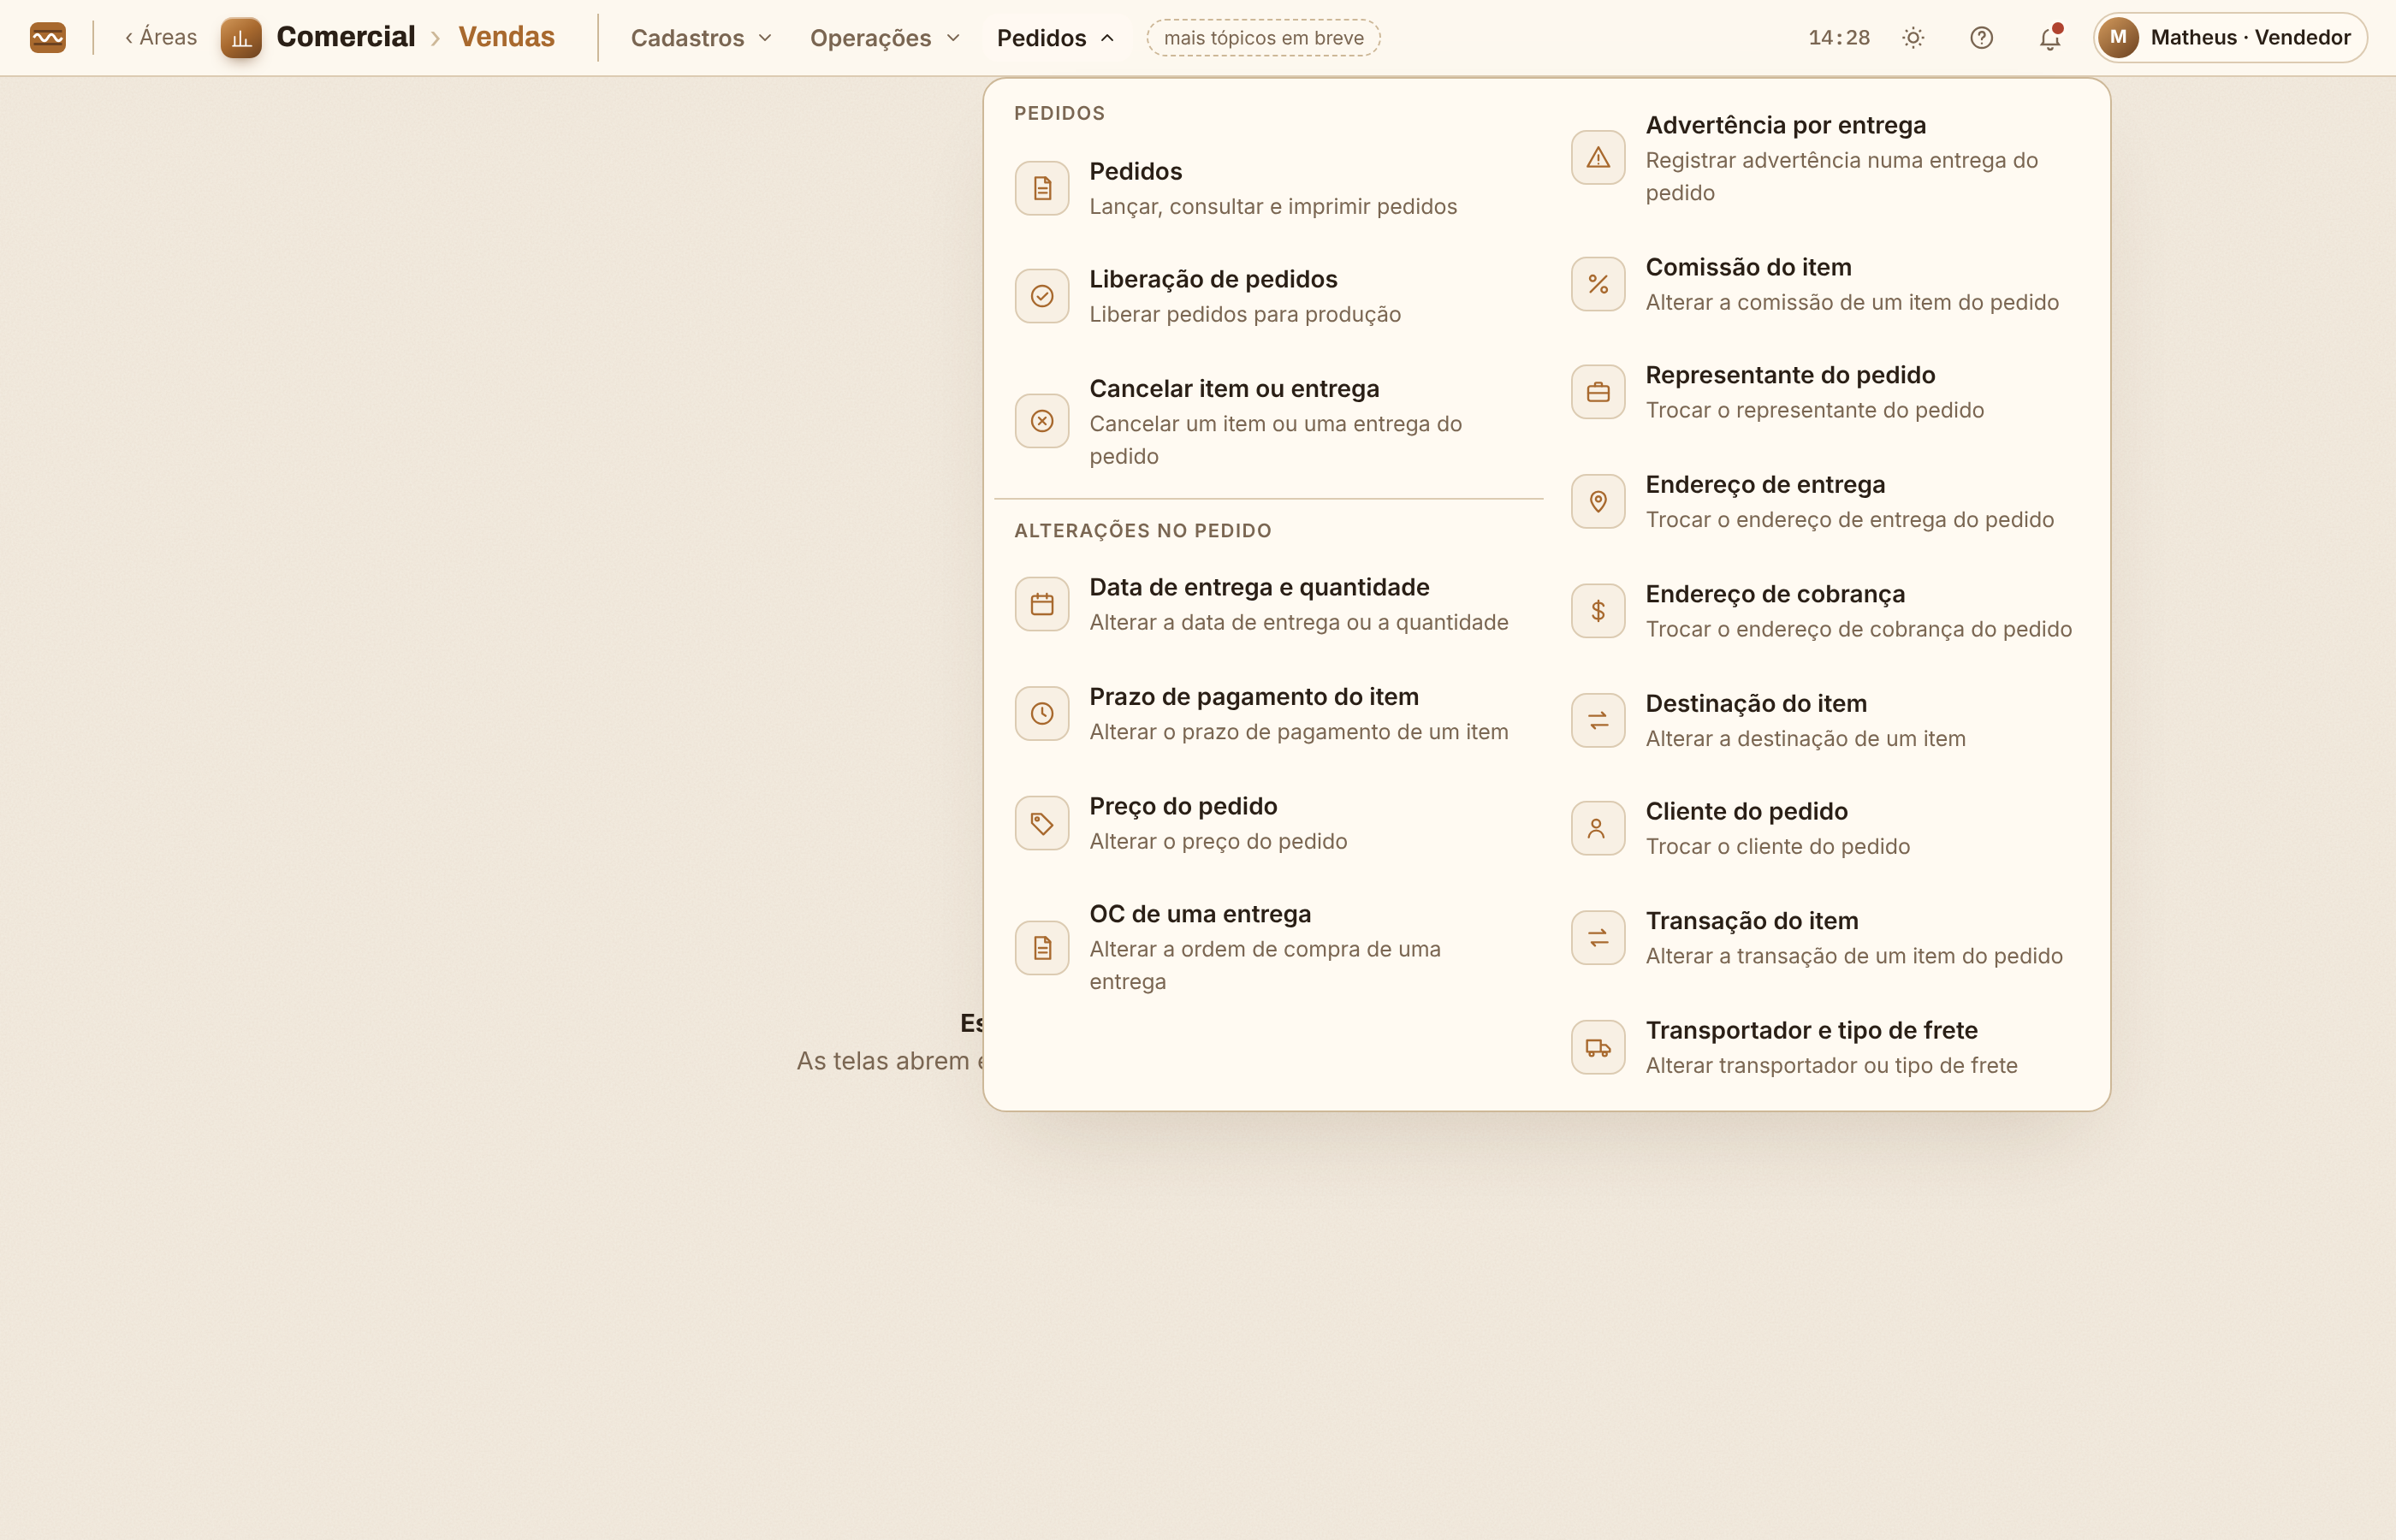 ‹ Áreas
Comercial › Vendas
Cadastros
Operações
Pedidos
mais tópicos em breve
14:28
M
Matheus · Vendedor
PEDIDOS
Pedidos
Lançar, consultar e imprimir pedidos
Liberação de pedidos
Liberar pedidos para produção
Cancelar item ou entrega
Cancelar um item ou uma entrega do
pedido
ALTERAÇÕES NO PEDIDO
Data de entrega e quantidade
Alterar a data de entrega ou a quantidade
Prazo de pagamento do item
Alterar o prazo de pagamento de um item
Preço do pedido
Alterar o preço do pedido
OC de uma entrega
Alterar a ordem de compra de uma
entrega
Advertência por entrega
Registrar advertência numa entrega do
pedido
Comissão do item
Alterar a comissão de um item do pedido
Representante do pedido
Trocar o representante do pedido
Endereço de entrega
Trocar o endereço de entrega do pedido
Endereço de cobrança
Trocar o endereço de cobrança do pedido
Destinação do item
Alterar a destinação de um item
Cliente do pedido
Trocar o cliente do pedido
Transação do item
Alterar a transação de um item do pedido
Transportador e tipo de frete
Alterar transportador ou tipo de frete
As telas abrem